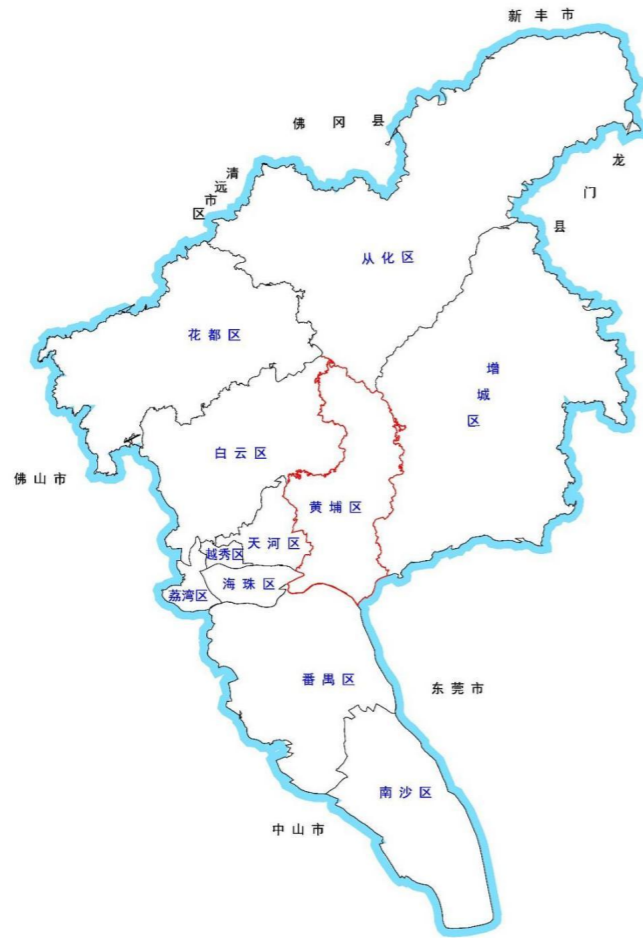 新丰市
佛冈县
龙门县
清远市区
从化区
花都区
增城区
白云区
佛山市
黄埔区
天河区
越秀区
海珠区
荔湾区
番禺区
东莞市
南沙区
中山市